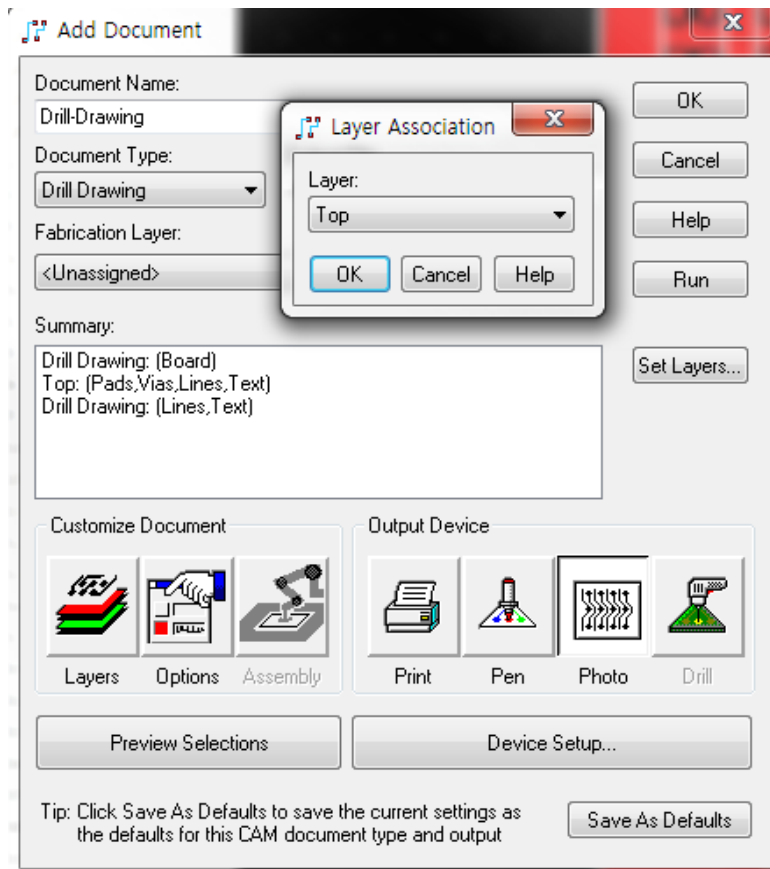 Add Document
Document Name:
Drill-Drawing
Document Type:
Drill Drawing
Fabrication Layer:
<Unassigned>
Layer Association
Layer:
Top
OK
Cancel
Help
OK
Cancel
Help
Run
Set Layers...
Summary:
Drill Drawing: (Board)
Top: (Pads,Vias,Lines,Text)
Drill Drawing: (Lines,Text)
Customize Document
Layers
Options
Assembly
Output Device
Print
Pen
Photo
Drill
Preview Selections
Device Setup...
Tip: Click Save As Defaults to save the current settings as
the defaults for this CAM document type and output
Save As Defaults